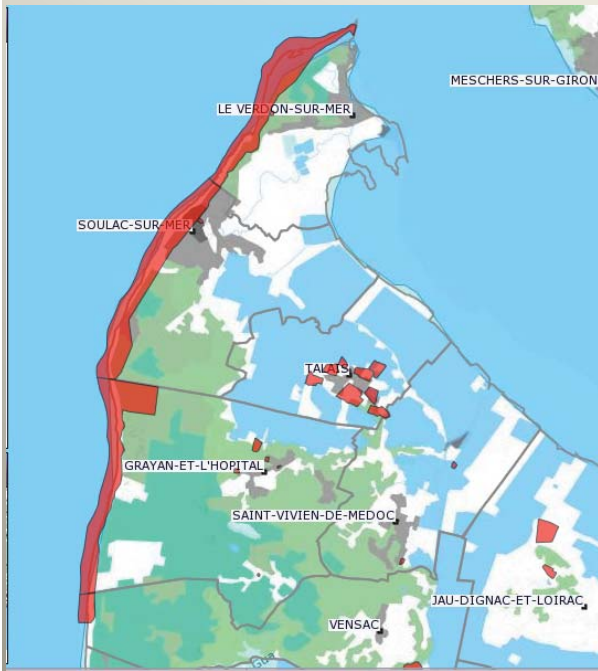 MESCHERS-SUR-GIRON
LE VERDON-SUR-MER
SOULAC-SUR-MER
TALAIS
GRAYAN-ET-L'HOPITAL
SAINT-VIVIEN-DE-MEDOC
JAU-DIGNAC-ET-LOIRAC
VENSAC